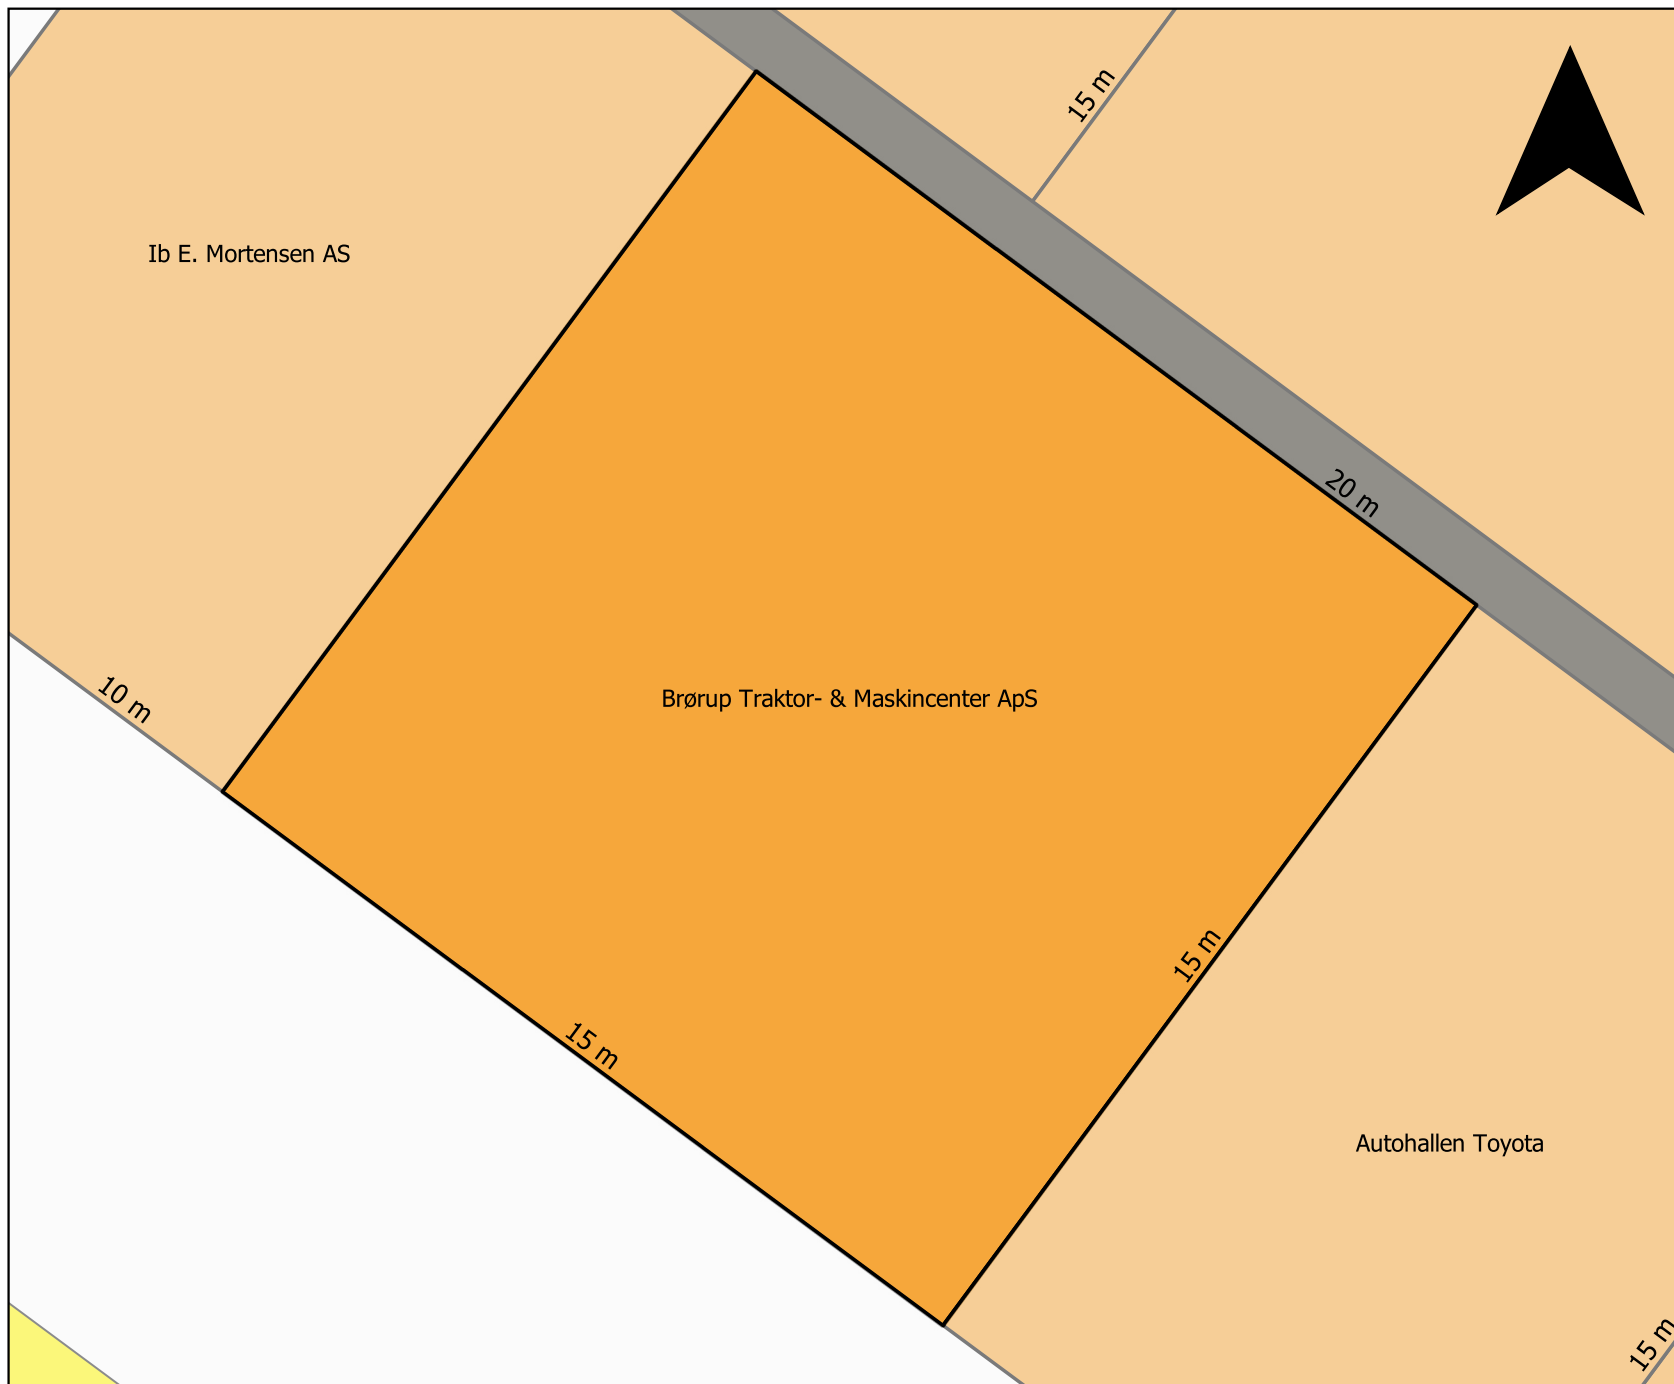 15 m
Ib E. Mortensen AS
20 m
10 m
Brørup Traktor- & Maskincenter ApS
15 m
15 m
Autohallen Toyota
15 m